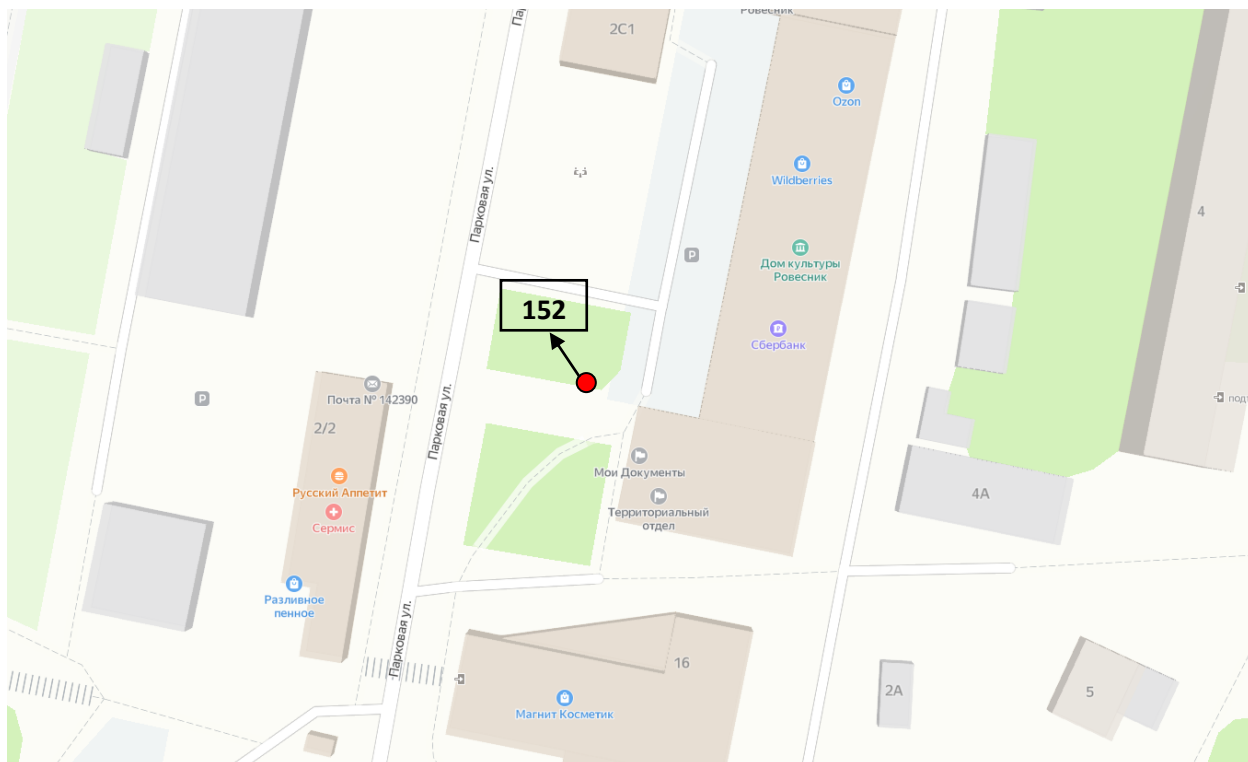 Ровесник
2С1
Ozon
Парковая ул.
Wildberries
4
P
Дом культуры
Ровесник
152
Сбербанк
Почта № 142390
P
2/2
Парковая ул.
Мои Документы
Русский Аппетит
4А
Территориальный
отдел
Сермис
Разливное
пенное
Парковая ул.
16
2А
5
Магнит Косметик